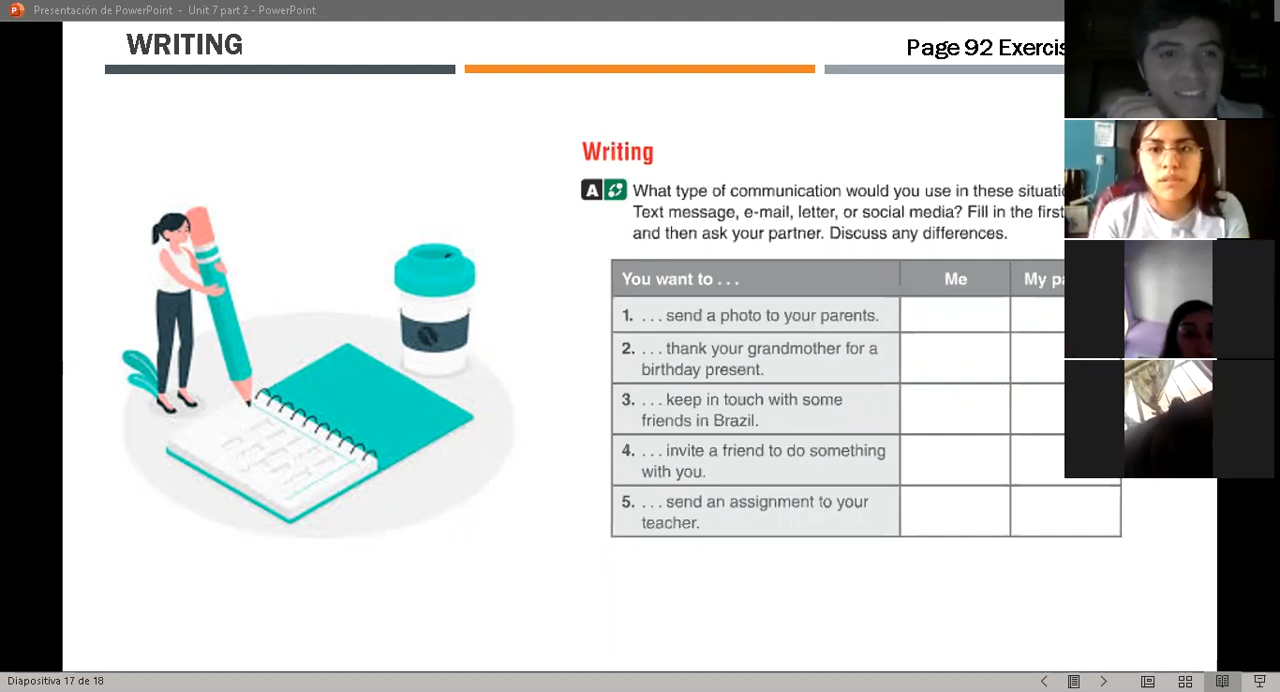 Presentación de PowerPoint - Unit 7 part 2 - PowerPoint
WRITING
Page 92
Writing
A What type of communication would you use in these
Text message, e-mail, letter, or social media? Fill in the first
and then ask your partner. Discuss any differences.
You want to . . . Me My
1. . . . send a photo to your parents.
2. . . . thank your grandmother for a
birthday present.
3. . . . keep in touch with some
friends in Brazil.
4. . . . invite a friend to do something
with you.
5. . . . send an assignment to your
teacher.
Diapositiva 17 de 18